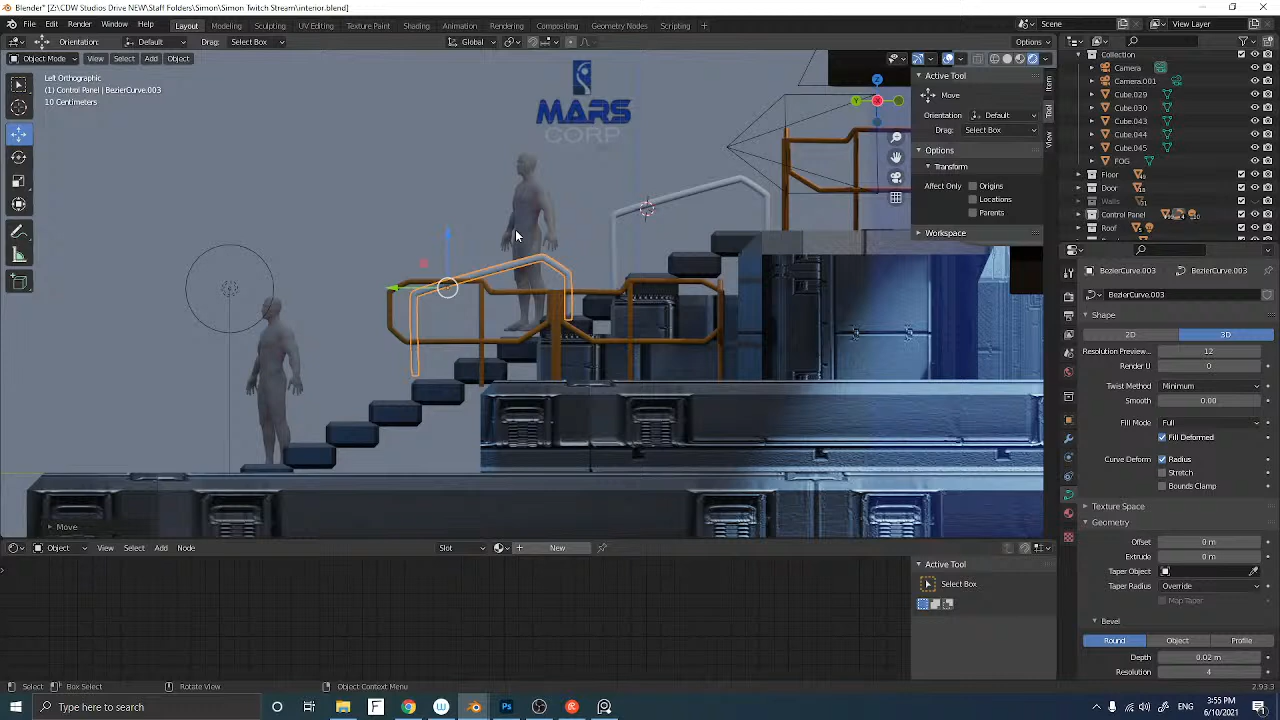 Blender* [Z:\CDW Studios Drive NEW\Staff Folders\Simon\Simon Twitch Stream\interior.blend]
File Edit Render Window Help Layout Modeling Sculpting UV Editing Texture Paint Shading Animation Rendering Compositing Geometry Nodes Scripting + Scene View Layer
Orientation: Default Drag: Select Box Global Options
Object Mode View Select Add Object
Left Orthographic
(1) Control Panel | BezierCurve.003
10 Centimeters
MARS
CORP
Z
Y
X
Active Tool
Move
Orientation: Default
Drag: Select Box
Options
Transform
Affect Only Origins
Locations
Parents
Workspace
Item
Tool
View
Collection
Camera
Cube.029
Cube.030
Cube.043
Cube.044
Cube.045
FOG
Floor
Door
Walls
Control Panel
Roof
BezierCurve.003
BezierCurve.003
Shape
2D 3D
Resolution Preview... 12
Render U 0
Twist Method Minimum
Smooth 0.00
Fill Mode Full
Fill Deformed
Curve Deform Radius
Stretch
Bounds Clamp
Texture Space
Geometry
Offset 0 m
Extrude 0 m
Taper Object
Taper Radius Override
Map Taper
Bevel
Round Object Profile
Depth 0.02 m
Resolution 4
Move
Object View Select Add Node Slot New
Active Tool
Select Box
Select Box Select Rotate View Object Context Menu 2.93.3
Type here to search
3:55 PM
6/10/2021